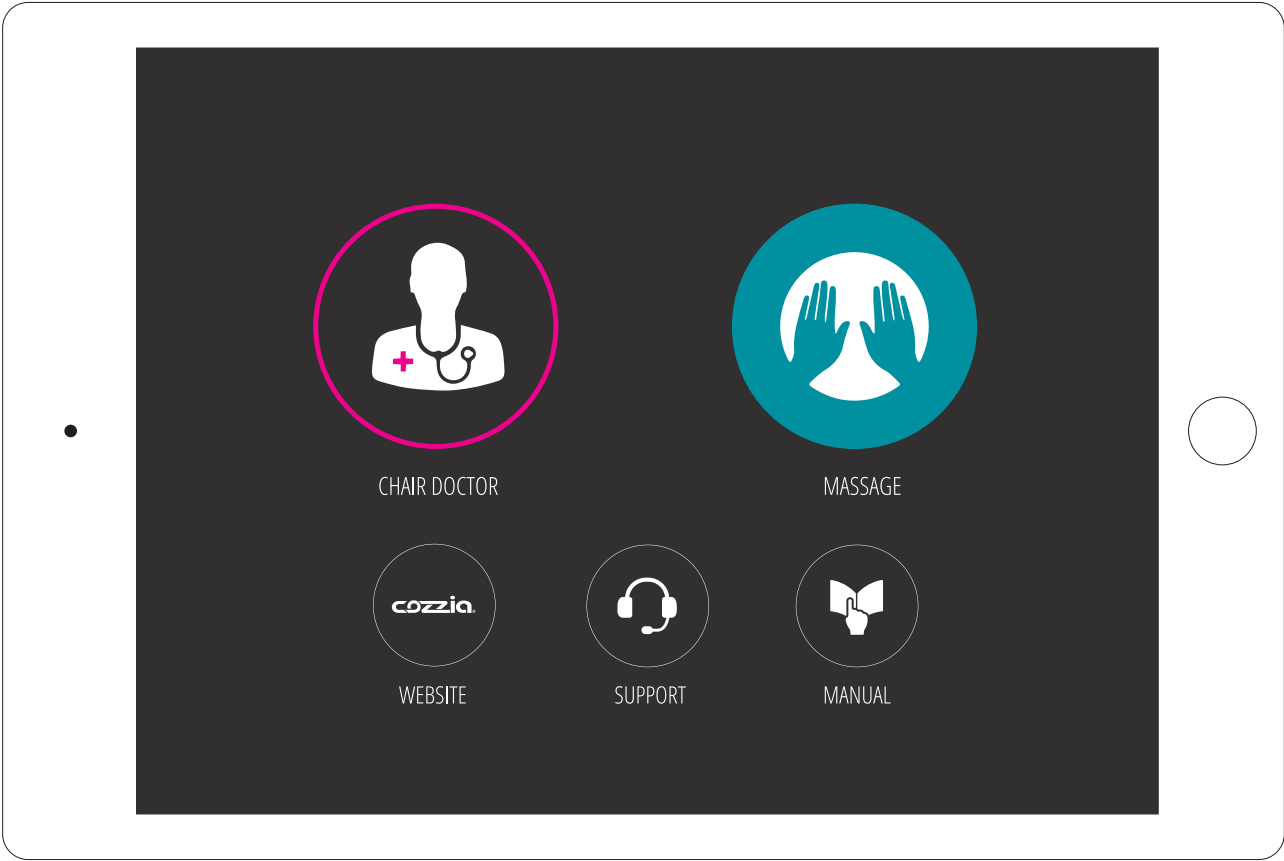 CHAIR DOCTOR
MASSAGE
cozzia
WEBSITE
SUPPORT
MANUAL